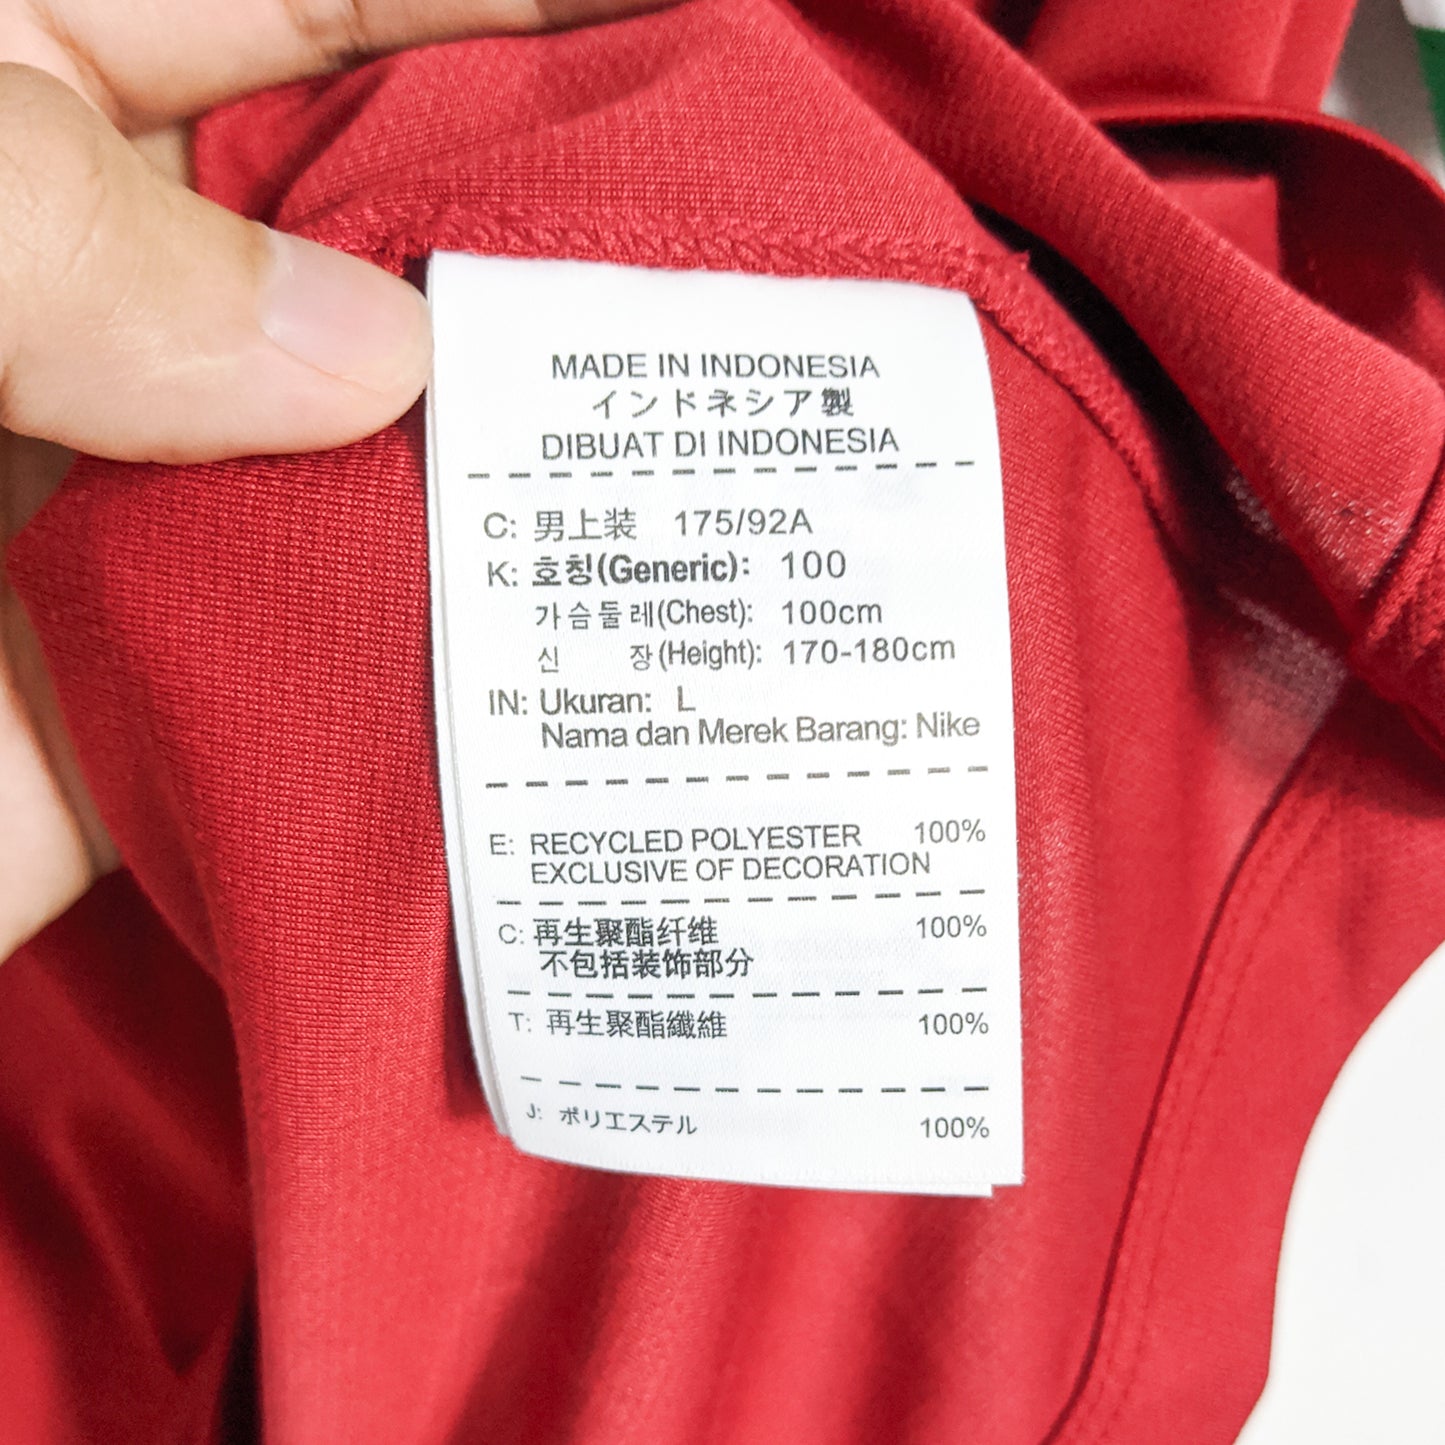 MADE IN INDONESIA
インドネシア製
DIBUAT DI INDONESIA
C: 男上装 175/92A
K: 호칭(Generic): 100
가슴둘레(Chest): 100cm
신 장(Height): 170-180cm
IN: Ukuran: L
Nama dan Merek Barang: Nike
E: RECYCLED POLYESTER 100%
EXCLUSIVE OF DECORATION
C: 再生聚酯纤维 100%
不包括装饰部分
T: 再生聚酯纖維 100%
J: ポリエステル 100%